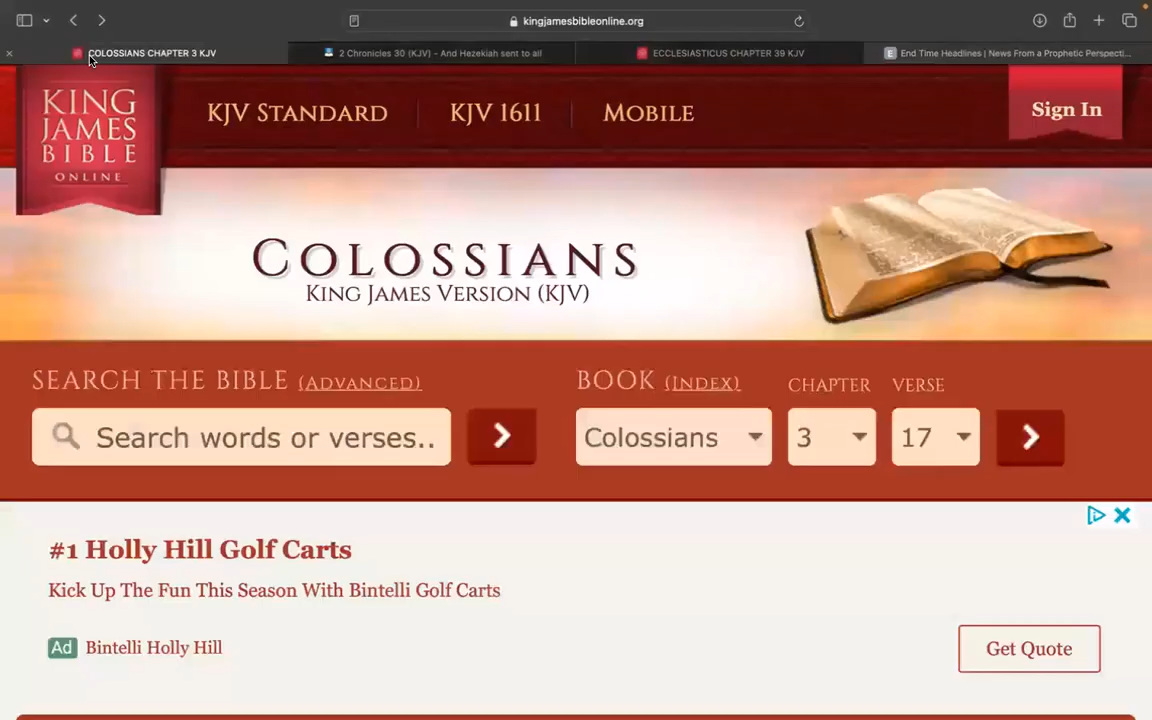 kingjamesbibleonline.org
COLOSSIANS CHAPTER 3 KJV
2 Chronicles 30 (KJV) - And Hezekiah sent to all
ECCLESIASTICUS CHAPTER 39 KJV
E End Time Headlines | News From a Prophetic Perspecti...
KING
JAMES
BIBLE
ONLINE
KJV STANDARD
KJV 1611
MOBILE
Sign In
COLOSSIANS
KING JAMES VERSION (KJV)
SEARCH THE BIBLE (ADVANCED)
BOOK (INDEX)
CHAPTER
VERSE
Search words or verses..
Colossians
3
17
#1 Holly Hill Golf Carts
Kick Up The Fun This Season With Bintelli Golf Carts
Ad Bintelli Holly Hill
Get Quote